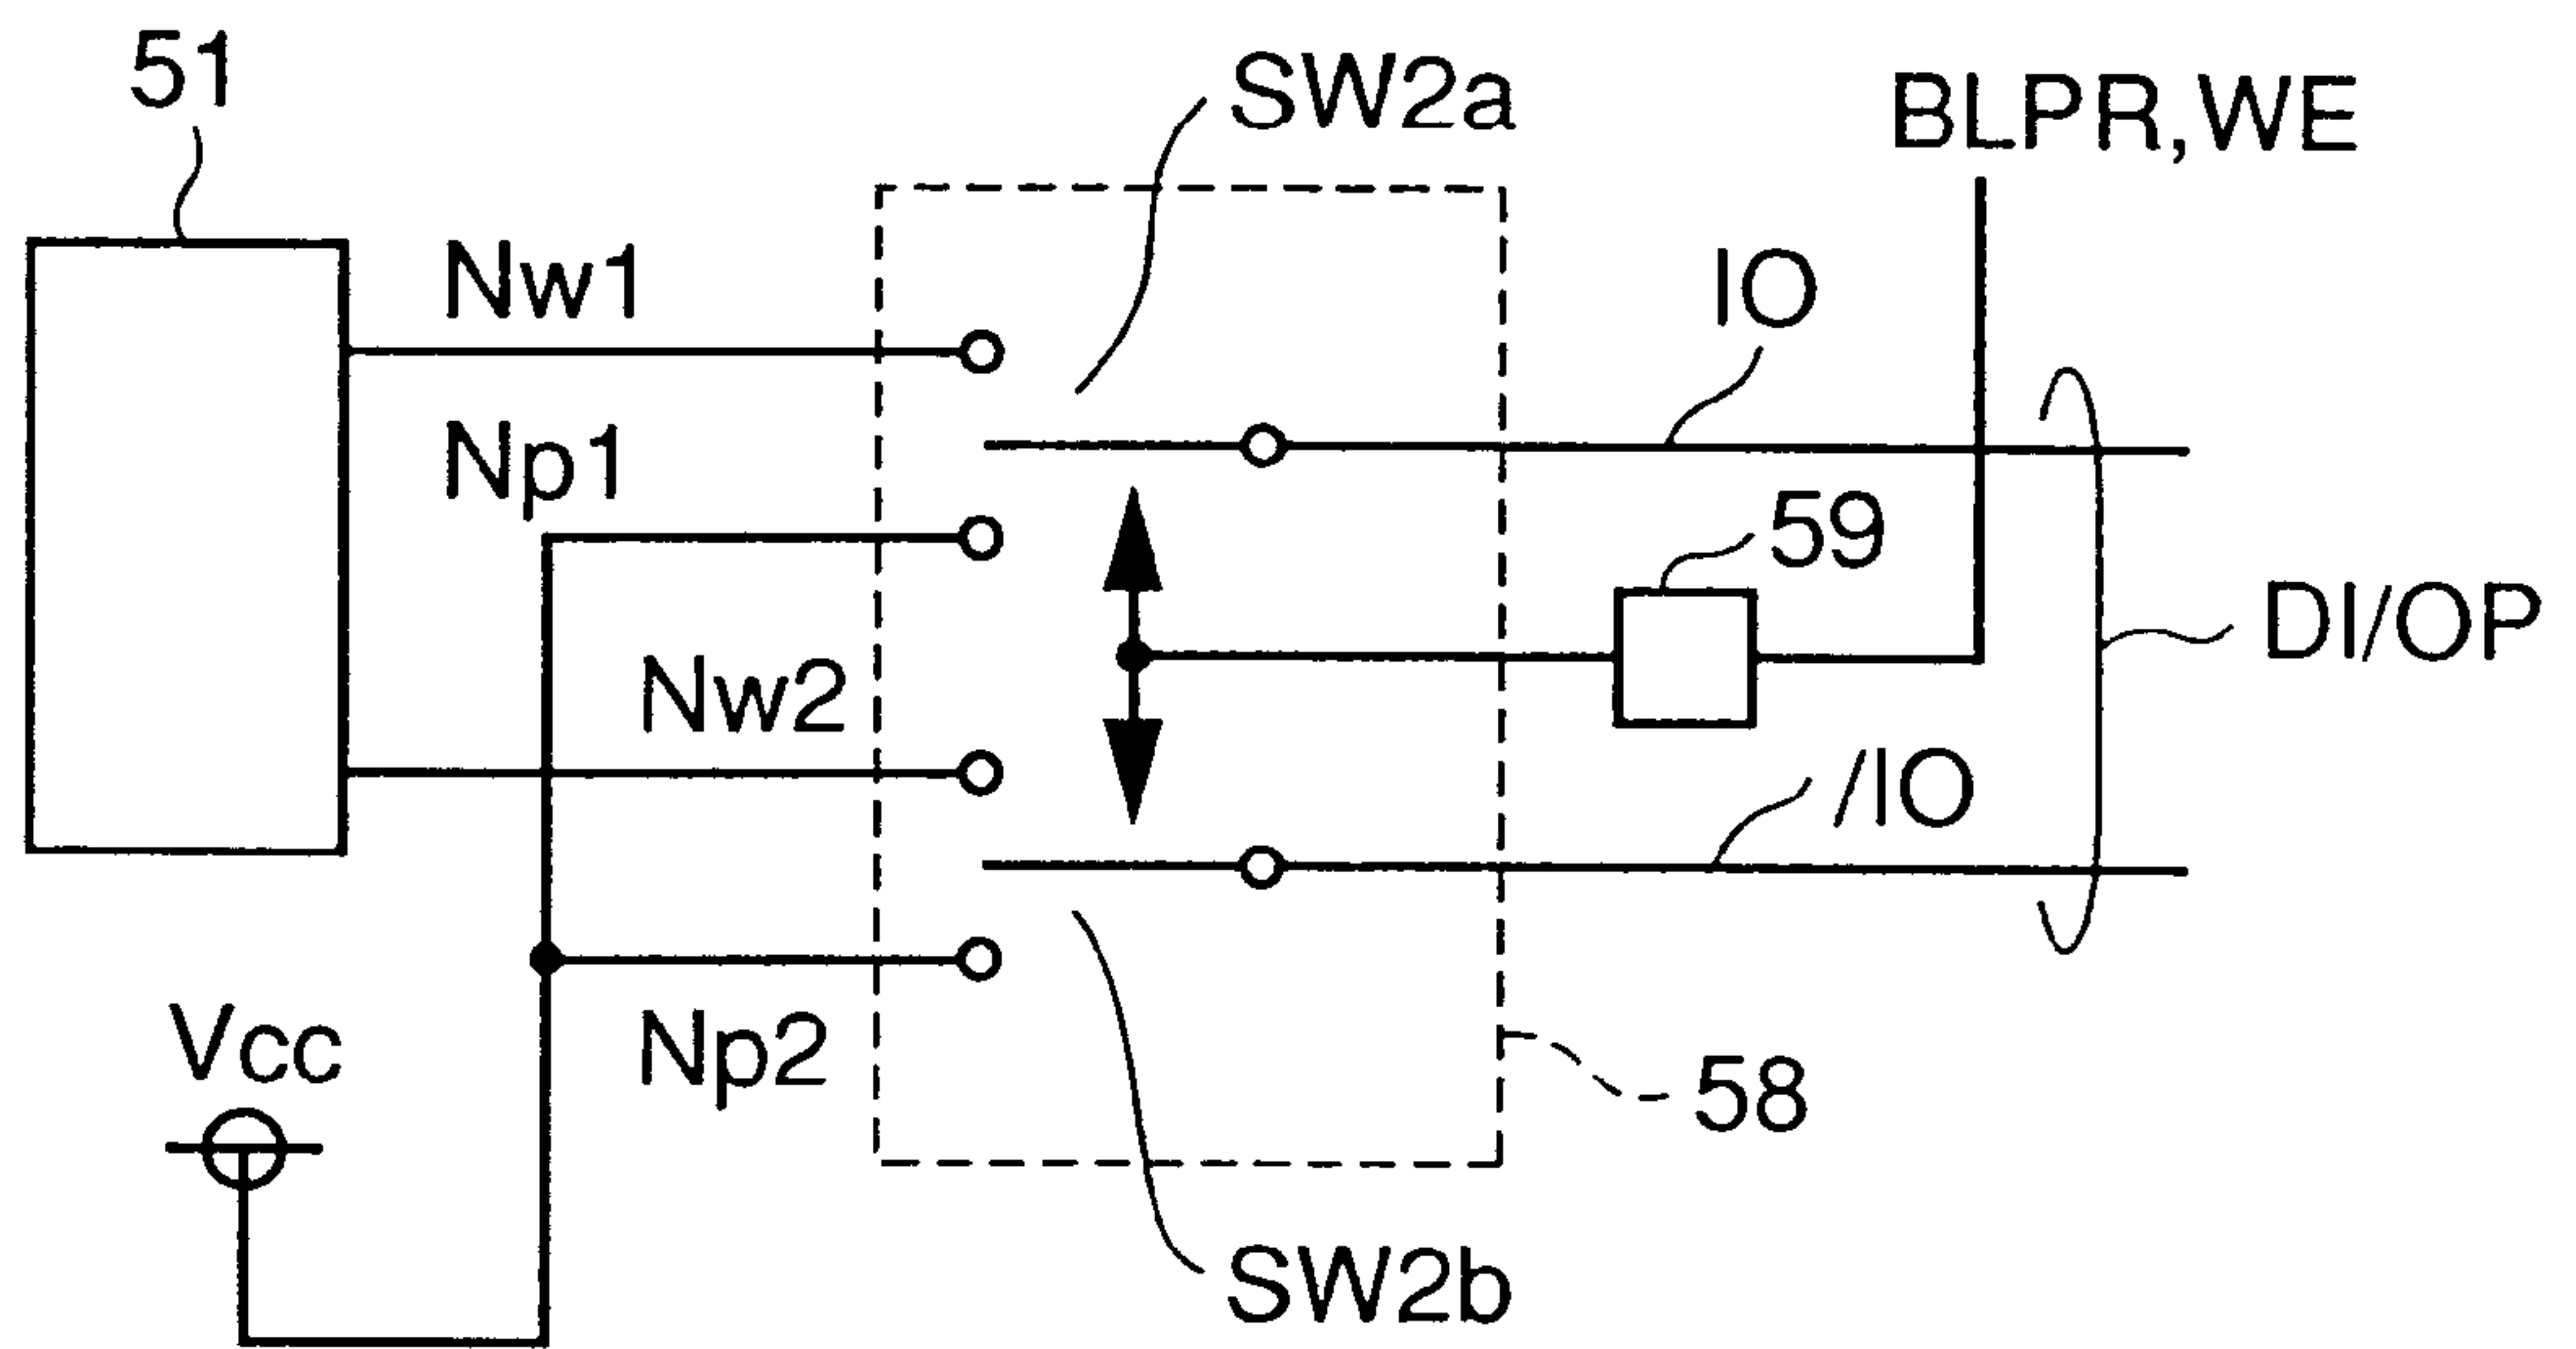 51
SW2a
BLPR,WE
Nw1
IO
Np1
59
DI/OP
Nw2
/IO
Vcc
Np2
58
SW2b